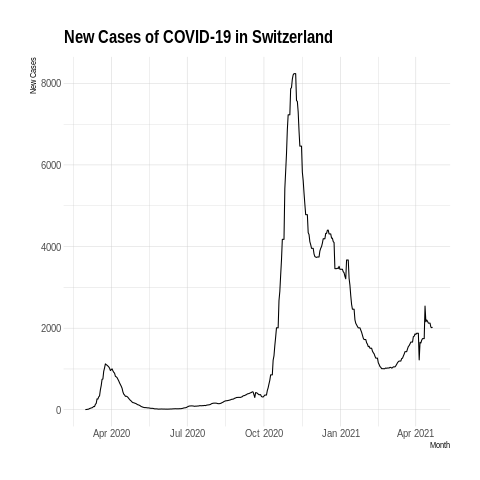 New Cases of COVID-19 in Switzerland
New Cases
8000
6000
4000
2000
0
Apr 2020 Jul 2020 Oct 2020 Jan 2021 Apr 2021
Month